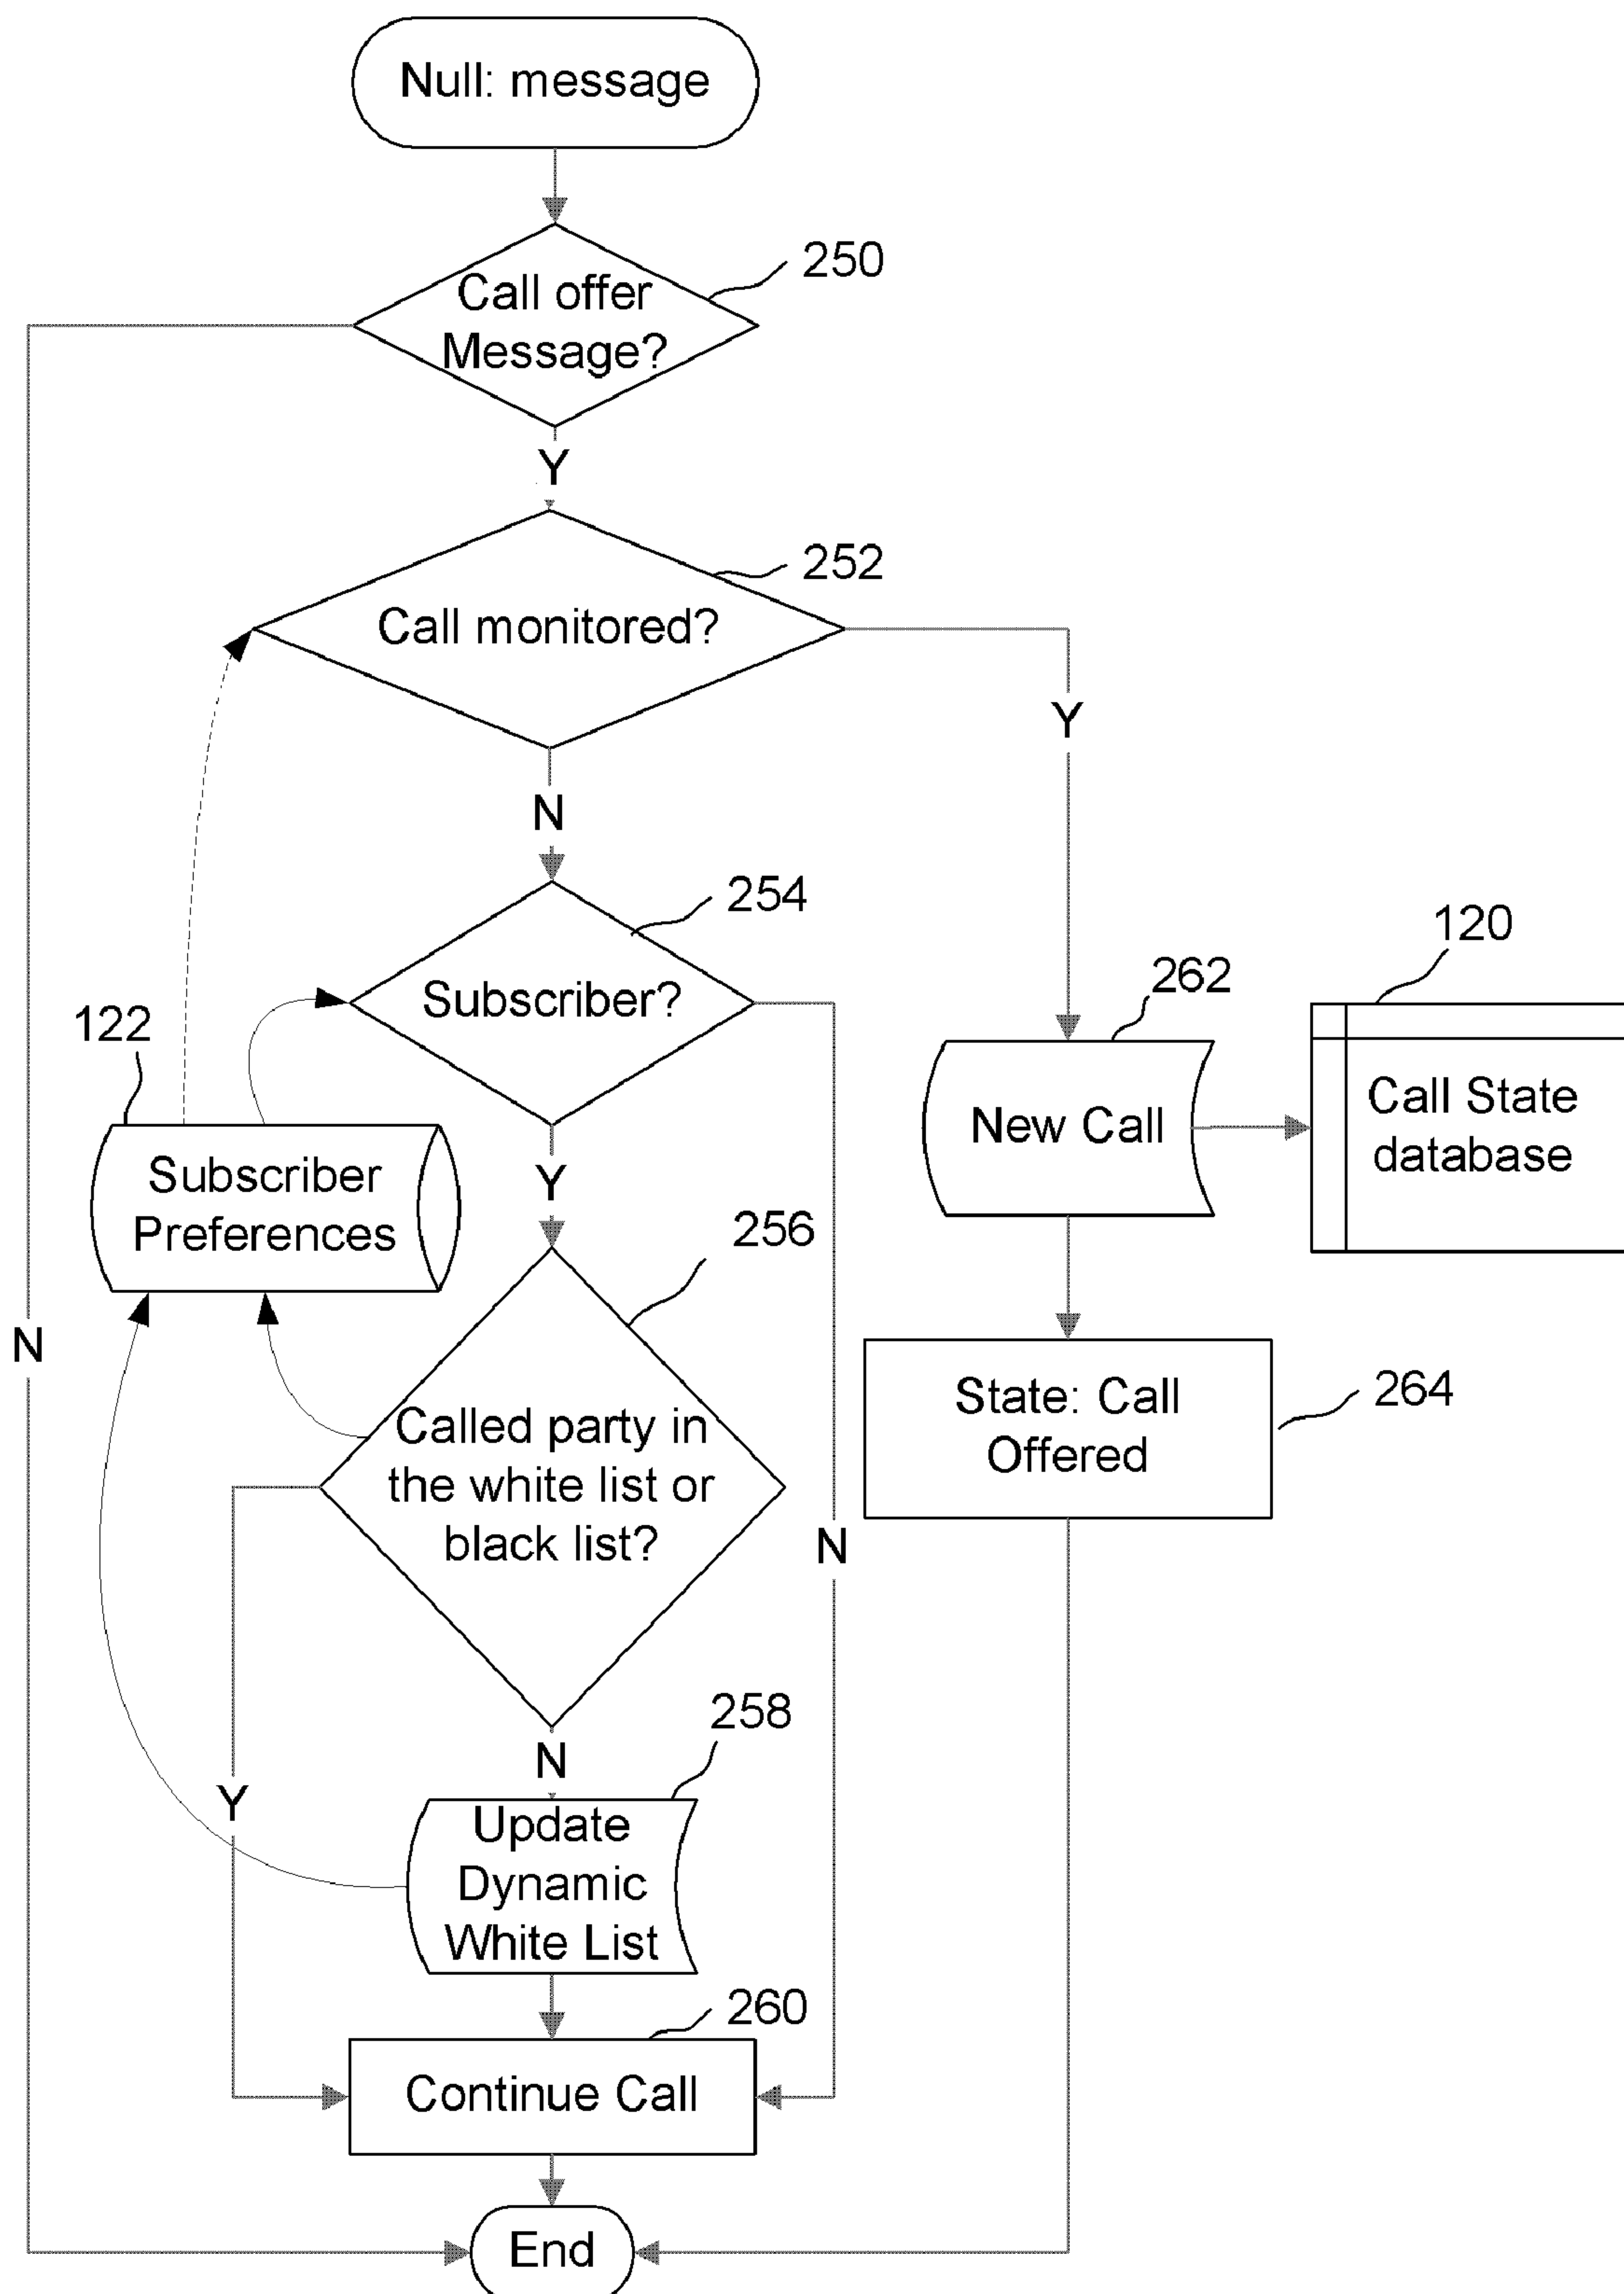 Null: message
250
Call offer
Message?
Y
252
Call monitored?
Y
N
254
Subscriber?
120
262
122
New Call
Call State
database
Subscriber
Preferences
Y
256
N
264
State: Call
Offered
Called party in
the white list or
black list?
N
258
N
Y
Update
Dynamic
White List
260
Continue Call
End